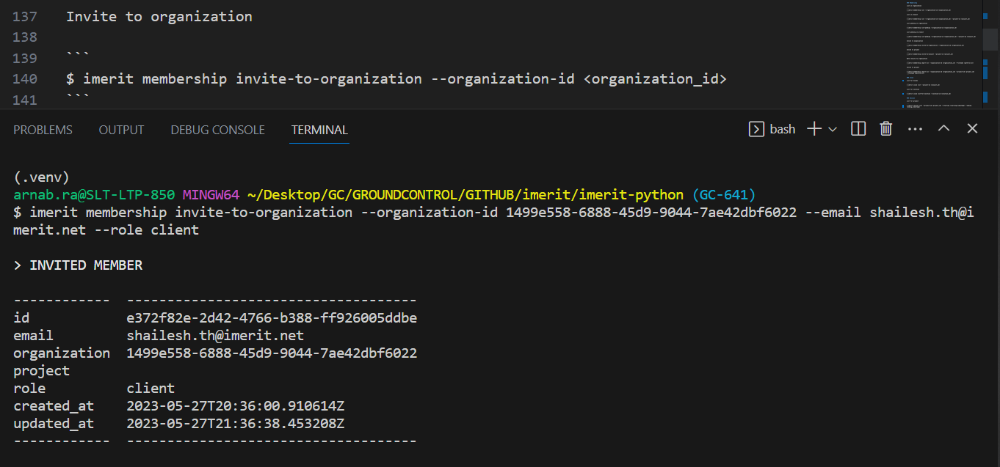 137 Invite to organization
138
139 ```
140 $ imerit membership invite-to-organization --organization-id <organization_id>
141 ```
PROBLEMS OUTPUT DEBUG CONSOLE TERMINAL bash
(.venv)
arnab.ra@SLT-LTP-850 MINGW64 ~/Desktop/GC/GROUNDCONTROL/GITHUB/imerit/imerit-python (GC-641)
$ imerit membership invite-to-organization --organization-id 1499e558-6888-45d9-9044-7ae42dbf6022 --email shailesh.th@i
merit.net --role client
> INVITED MEMBER
------------ ------------------------------------
id e372f82e-2d42-4766-b388-ff926005ddbe
email shailesh.th@imerit.net
organization 1499e558-6888-45d9-9044-7ae42dbf6022
project
role client
created_at 2023-05-27T20:36:00.910614Z
updated_at 2023-05-27T21:36:38.453208Z
------------ ------------------------------------